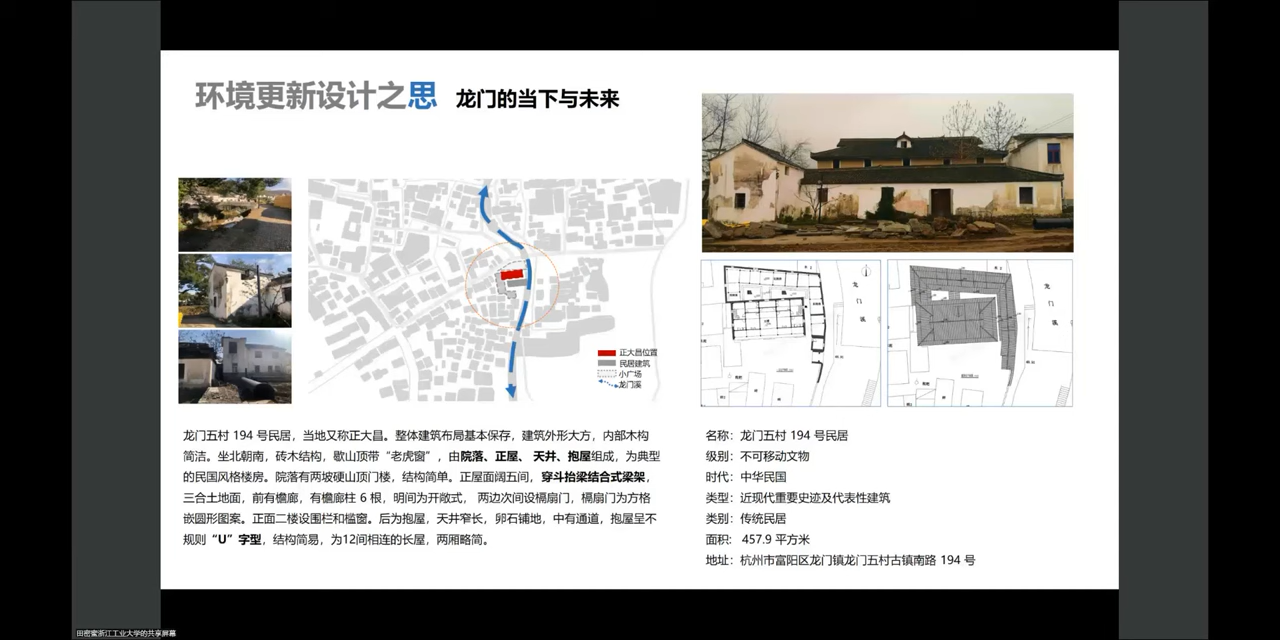 环境更新设计之思 龙门的当下与未来
正大昌位置
民居建筑
小广场
龙门溪
龙门溪
龙门溪
龙门五村 194 号民居，当地又称正大昌。整体建筑布局基本保存，建筑外形大方，内部木构
简洁。坐北朝南，砖木结构，歇山顶带“老虎窗”，由院落、正屋、 天井、抱屋组成，为典型
的民国风格楼房。院落有两坡硬山顶门楼，结构简单。正屋面阔五间，穿斗抬梁结合式梁架，
三合土地面，前有檐廊，有檐廊柱 6 根，明间为开敞式， 两边次间设槅扇门，槅扇门为方格
嵌圆形图案。正面二楼设围栏和槛窗。后为抱屋，天井窄长，卵石铺地，中有通道，抱屋呈不
规则 “U” 字型，结构简易，为12间相连的长屋，两厢略简。
名称：龙门五村 194 号民居
级别：不可移动文物
时代：中华民国
类型：近现代重要史迹及代表性建筑
类别：传统民居
面积： 457.9 平方米
地址：杭州市富阳区龙门镇龙门五村古镇南路 194 号
田密蜜浙江工业大学的共享屏幕